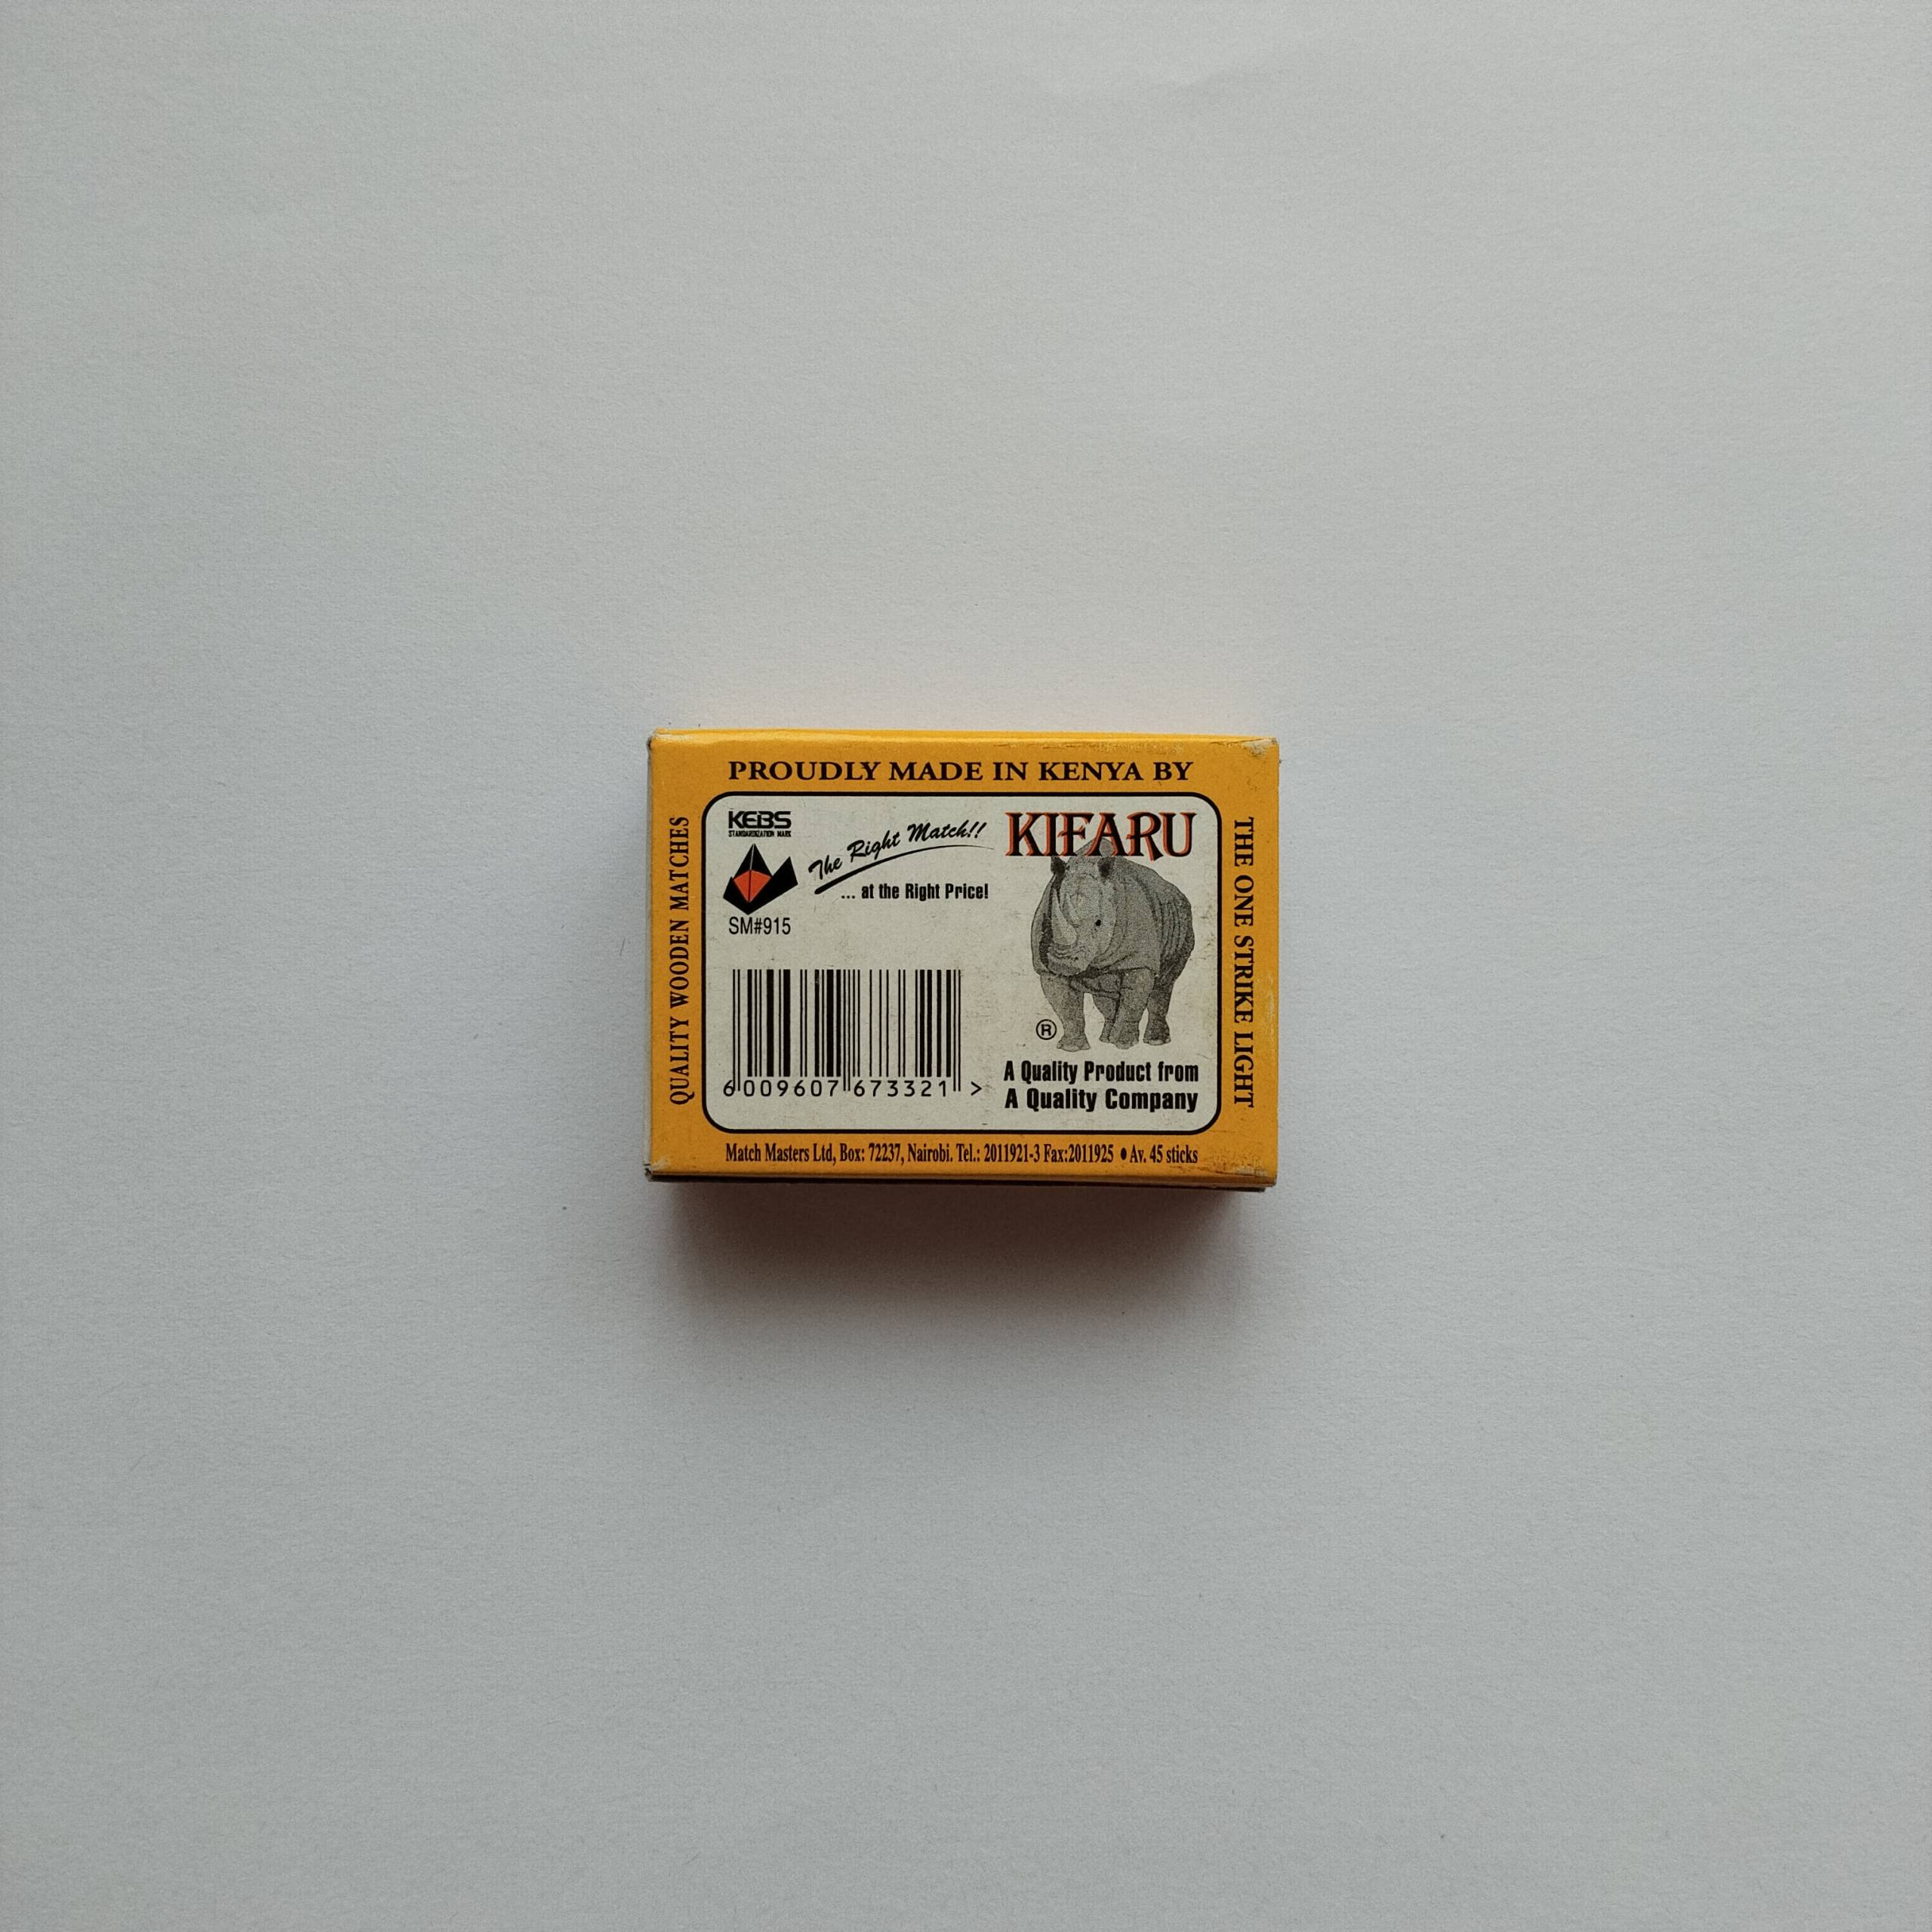 PROUDLY MADE IN KENYA BY
QUALITY WOODEN MATCHES
KEBS
STANDARDIZATION MARK
SM#915
The Right Match!!
... at the Right Price!
KIFARU
®
A Quality Product from
A Quality Company
6 009607 673321 >
THE ONE STRIKE LIGHT
Match Masters Ltd, Box: 72237, Nairobi. Tel.: 2011921-3 Fax:2011925 • Av. 45 sticks